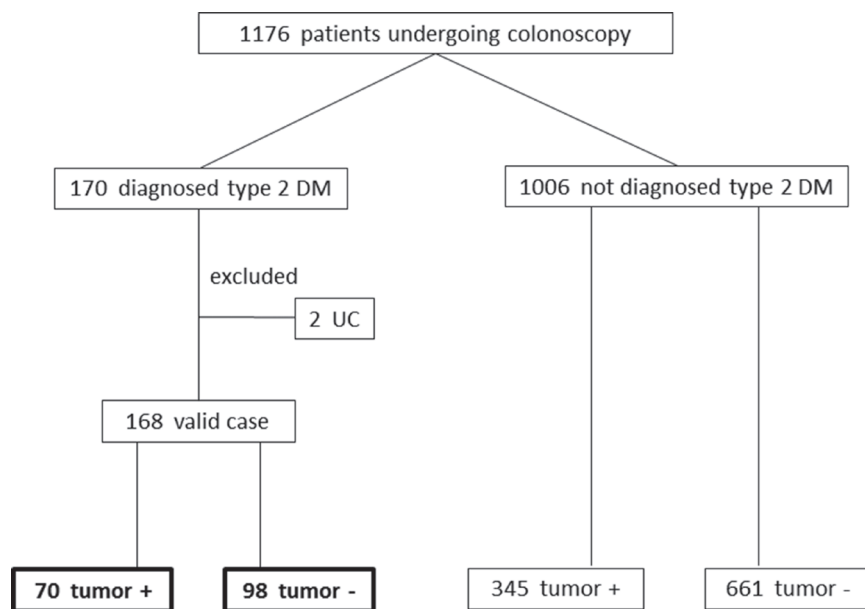 1176 patients undergoing colonoscopy
170 diagnosed type 2 DM
1006 not diagnosed type 2 DM
excluded
2 UC
168 valid case
70 tumor +
98 tumor -
345 tumor +
661 tumor -